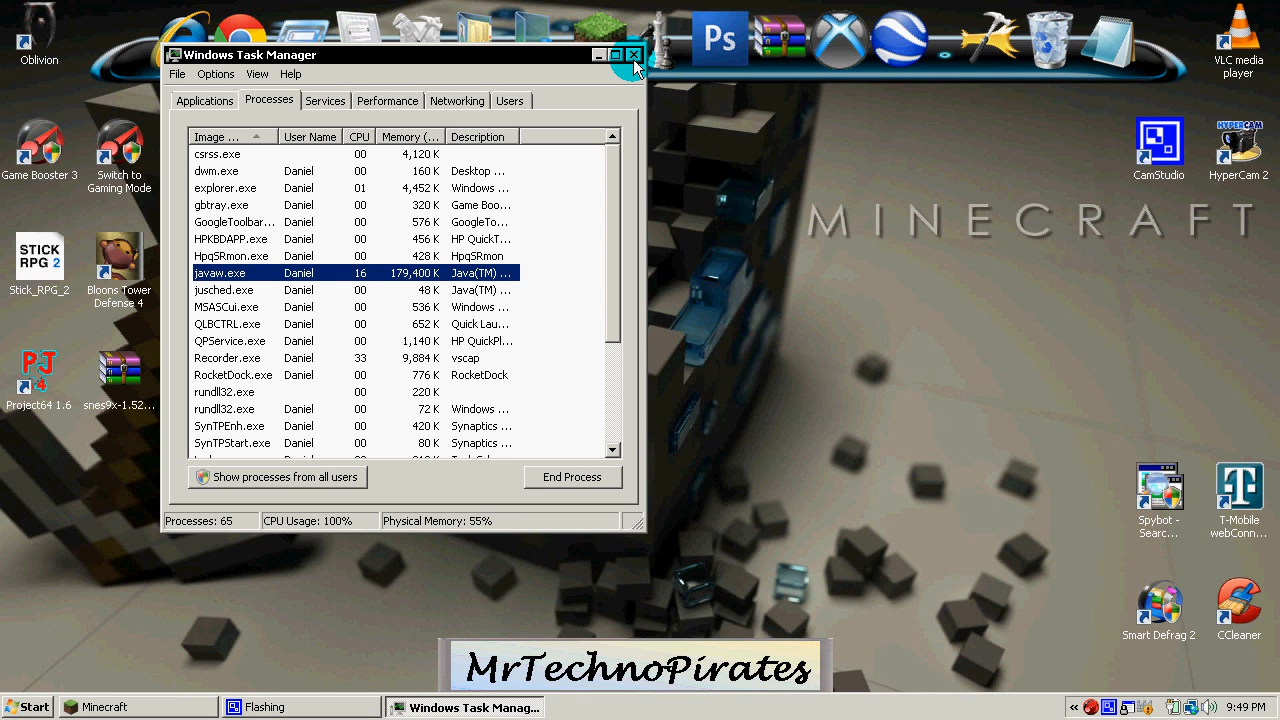 Oblivion
Game Booster 3
Switch to
Gaming Mode
STICK
RPG 2
Stick_RPG_2
Bloons Tower
Defense 4
PJ
64
Project64 1.6
snes9x-1.52...
Windows Task Manager
File Options View Help
Applications Processes Services Performance Networking Users
Image ... User Name CPU Memory (... Description
csrss.exe 00 4,120 K
dwm.exe Daniel 00 160 K Desktop ...
explorer.exe Daniel 01 4,452 K Windows ...
gbtray.exe Daniel 00 320 K Game Boo...
GoogleToolbar... Daniel 00 576 K GoogleTo...
HPKBDAPP.exe Daniel 00 456 K HP QuickT...
HpqSRmon.exe Daniel 00 428 K HpqSRmon
javaw.exe Daniel 16 179,400 K Java(TM) ...
jusched.exe Daniel 00 48 K Java(TM) ...
MSASCui.exe Daniel 00 536 K Windows ...
QLBCTRL.exe Daniel 00 652 K Quick Lau...
QPService.exe Daniel 00 1,140 K HP QuickPl...
Recorder.exe Daniel 33 9,884 K vscap
RocketDock.exe Daniel 00 776 K RocketDock
rundll32.exe 00 220 K
rundll32.exe Daniel 00 72 K Windows ...
SynTPEnh.exe Daniel 00 420 K Synaptics ...
SynTPStart.exe Daniel 00 80 K Synaptics ...
Show processes from all users End Process
Processes: 65 CPU Usage: 100% Physical Memory: 55%
Ps
MINECRAFT
VLC media
player
CamStudio
HYPERCAM
HyperCam 2
Spybot -
Searc...
T-Mobile
webConn...
Smart Defrag 2
CCleaner
MrTechnoPirates
Start Minecraft Flashing Windows Task Manag... 9:49 PM